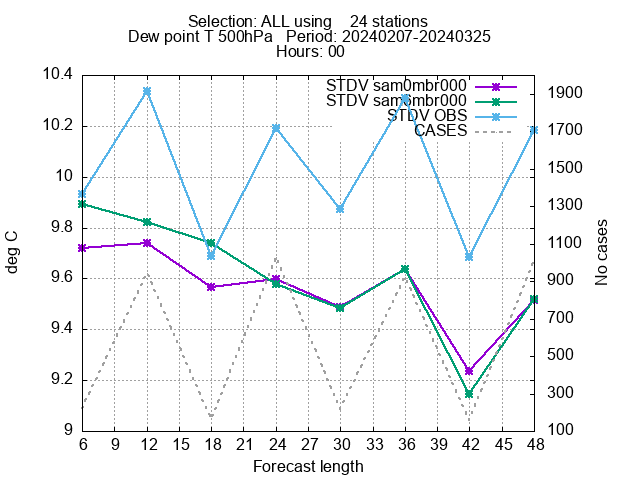 Selection: ALL using    24 stations
Dew point T 500hPa   Period: 20240207-20240325
Hours: 00
STDV sam0mbr000
STDV OBS
CASES
10.4
10.2
10
9.8
9.6
9.4
9.2
9
deg C
1900
1700
1500
1300
1100
900
700
500
300
100
No cases
6 9 12 15 18 21 24 27 30 33 36 39 42 45 48
Forecast length